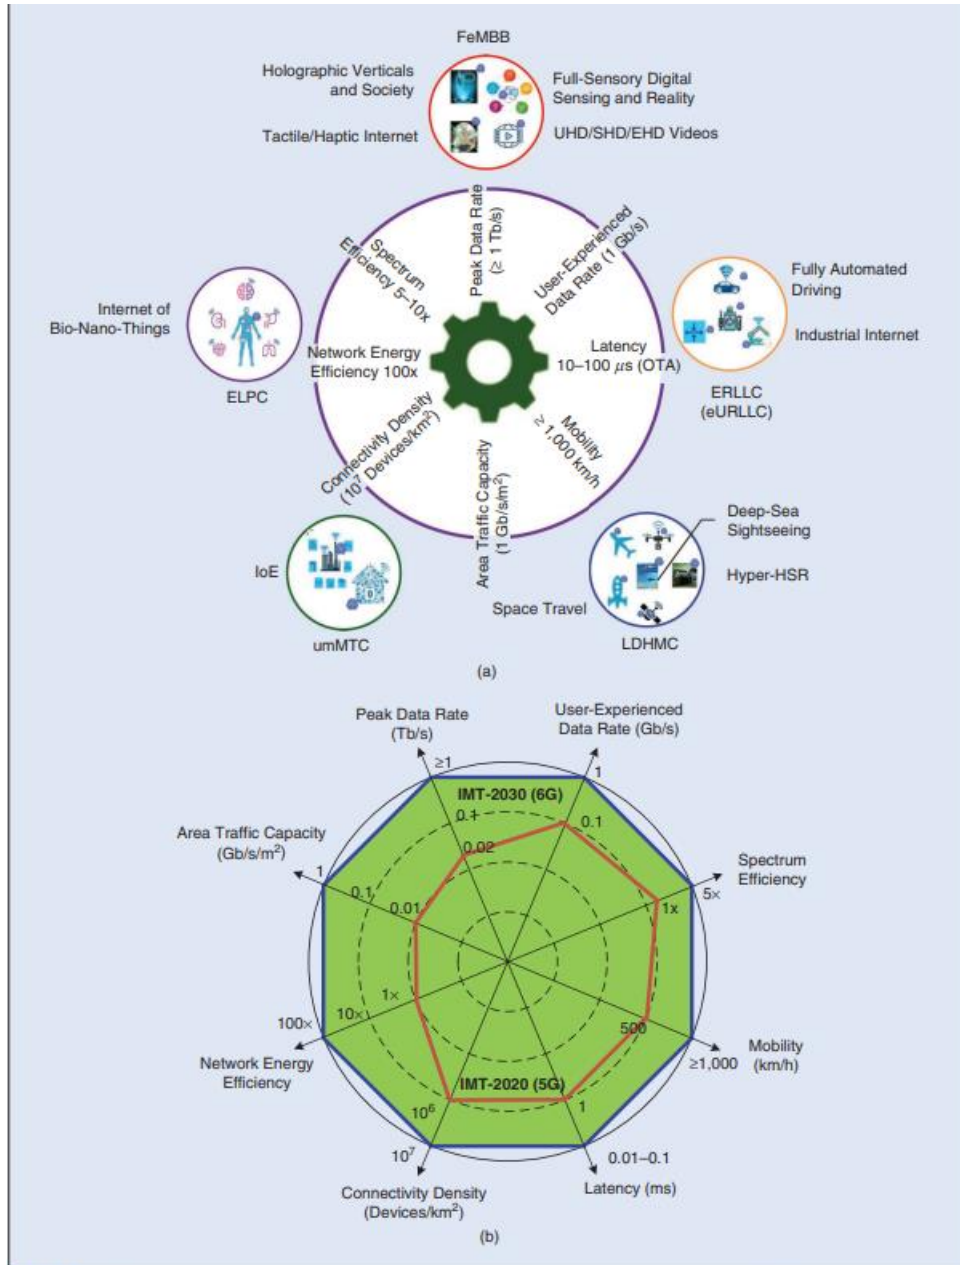 FeMBB
Holographic Verticals
and Society
Full-Sensory Digital
Sensing and Reality
Tactile/Haptic Internet
UHD/SHD/EHD Videos
Peak Data Rate
(≥ 1 Tb/s)
User-Experienced
Data Rate (1 Gb/s)
Spectrum
Efficiency 5–10x
Internet of
Bio-Nano-Things
ELPC
Network Energy
Efficiency 100x
Latency
10–100 μs (OTA)
Fully Automated
Driving
Industrial Internet
ERLLC
(eURLLC)
Connectivity Density
(10⁷ Devices/km²)
Area Traffic Capacity
(1 Gb/s/m²)
Mobility
≥ 1,000 km/h
IoE
umMTC
Deep-Sea
Sightseeing
Hyper-HSR
Space Travel
LDHMC
(a)
Peak Data Rate
(Tb/s)
User-Experienced
Data Rate (Gb/s)
≥1
1
IMT-2030 (6G)
0.1
0.1
0.02
Area Traffic Capacity
(Gb/s/m²)
1
0.1
0.01
Spectrum
Efficiency
5×
1x
1×
10×
100×
Network Energy
Efficiency
500
≥1,000
Mobility
(km/h)
IMT-2020 (5G)
10⁶
1
10⁷
0.01–0.1
Connectivity Density
(Devices/km²)
Latency (ms)
(b)